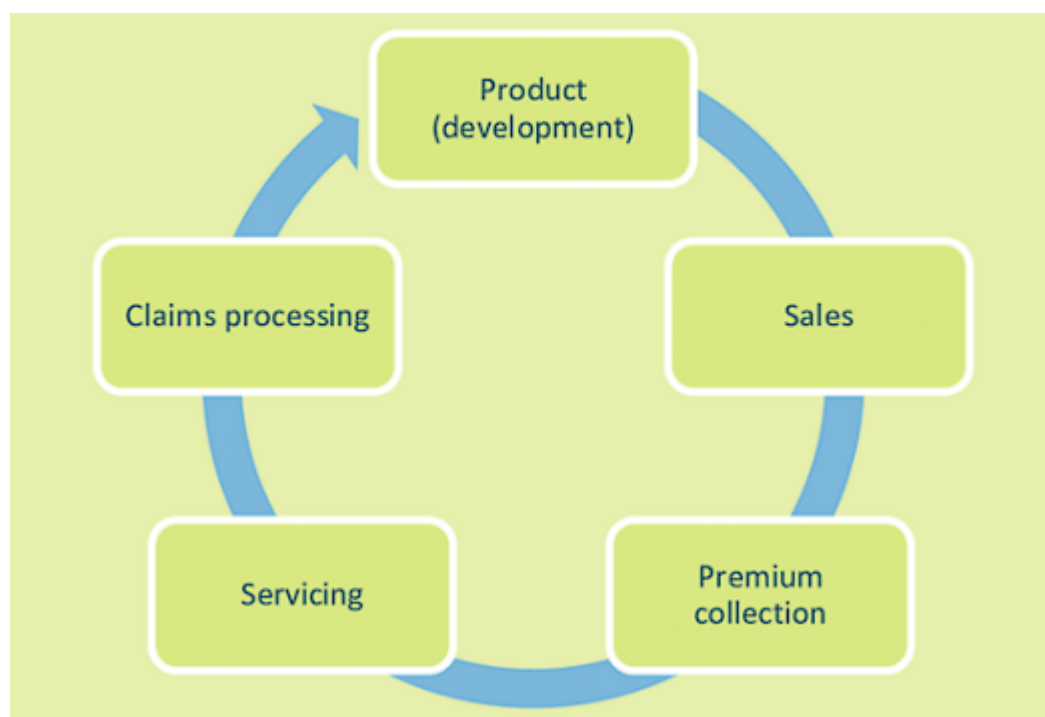 Product
(development)
Sales
Premium
collection
Servicing
Claims processing